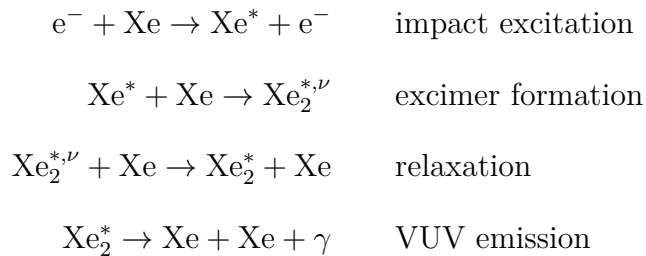 e⁻ + Xe → Xe* + e⁻ impact excitation
Xe* + Xe → Xe₂*,ν excimer formation
Xe₂*,ν + Xe → Xe₂* + Xe relaxation
Xe₂* → Xe + Xe + γ VUV emission